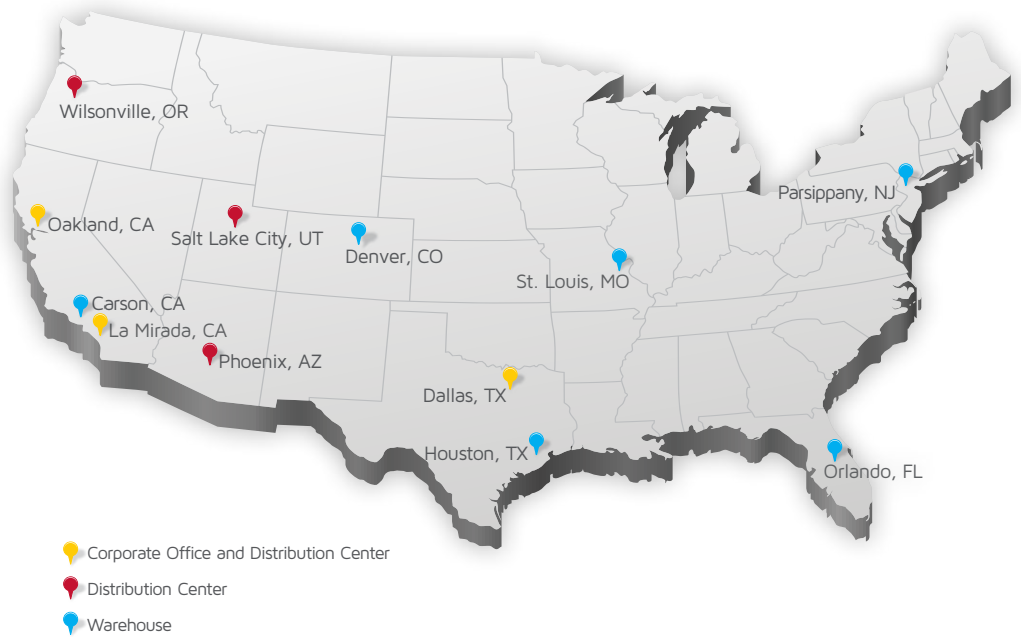 Wilsonville, OR
Parsippany, NJ
Oakland, CA
Salt Lake City, UT
Denver, CO
St. Louis, MO
Carson, CA
La Mirada, CA
Phoenix, AZ
Dallas, TX
Houston, TX
Orlando, FL
Corporate Office and Distribution Center
Distribution Center
Warehouse